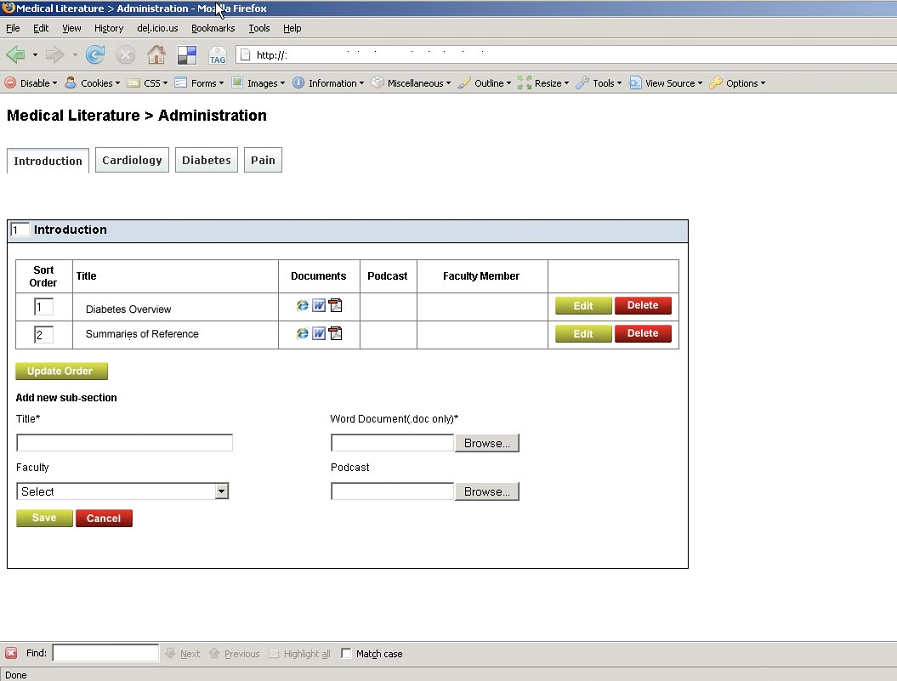 Medical Literature > Administration - Mozilla Firefox
File Edit View History del.icio.us Bookmarks Tools Help
TAG http://:
Disable Cookies CSS Forms Images Information Miscellaneous Outline Resize Tools View Source Options
Medical Literature > Administration
Introduction Cardiology Diabetes Pain
1 Introduction
Sort Order Title Documents Podcast Faculty Member
1 Diabetes Overview Edit Delete
2 Summaries of Reference Edit Delete
Update Order
Add new sub-section
Title* Word Document(.doc only)*
Browse...
Faculty Podcast
Select Browse...
Save Cancel
Find: Next Previous Highlight all Match case
Done